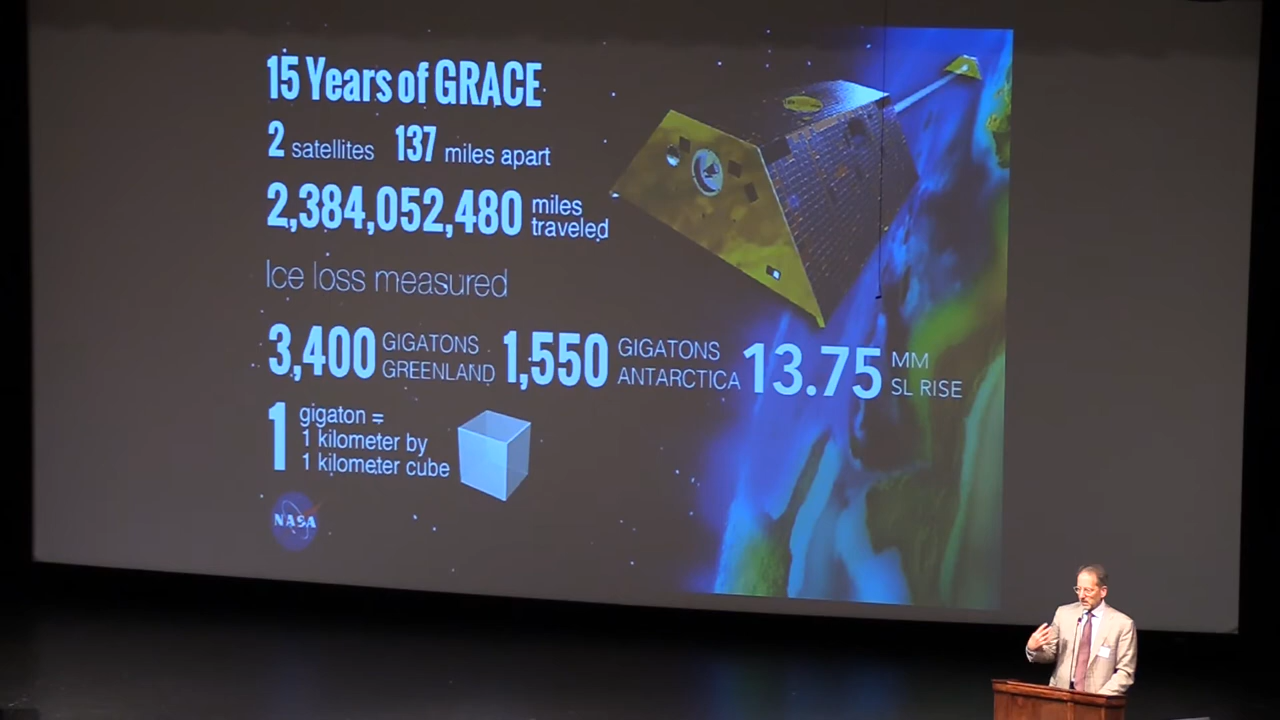 15 Years of GRACE
2 satellites 137 miles apart
2,384,052,480 miles traveled
Ice loss measured
3,400 GIGATONS GREENLAND 1,550 GIGATONS ANTARCTICA 13.75 MM SL RISE
1 gigaton =
1 kilometer by
1 kilometer cube
NASA